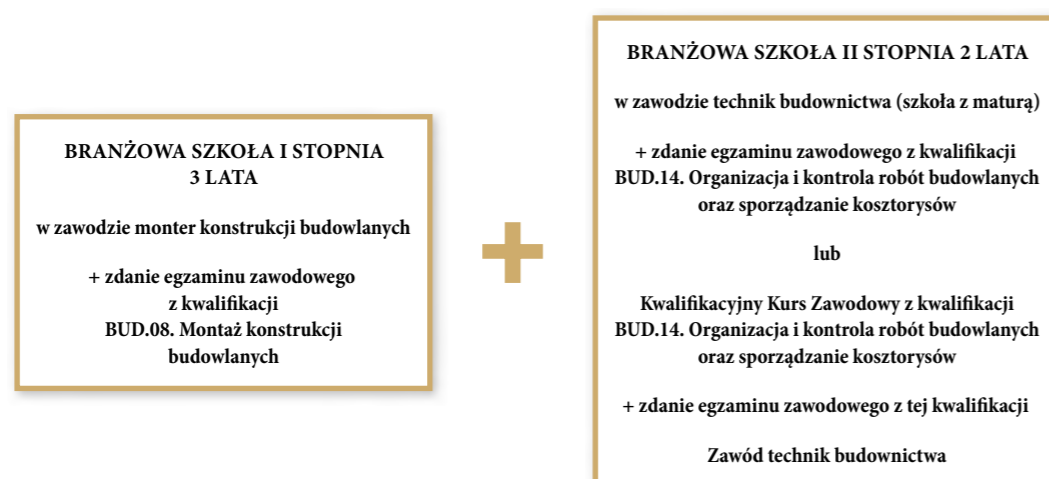 BRANŻOWA SZKOŁA I STOPNIA
3 LATA
w zawodzie monter konstrukcji budowlanych
+ zdanie egzaminu zawodowego
z kwalifikacji
BUD.08. Montaż konstrukcji
budowlanych
+
BRANŻOWA SZKOŁA II STOPNIA 2 LATA
w zawodzie technik budownictwa (szkoła z maturą)
+ zdanie egzaminu zawodowego z kwalifikacji
BUD.14. Organizacja i kontrola robót budowlanych
oraz sporządzanie kosztorysów
lub
Kwalifikacyjny Kurs Zawodowy z kwalifikacji
BUD.14. Organizacja i kontrola robót budowlanych
oraz sporządzanie kosztorysów
+ zdanie egzaminu zawodowego z tej kwalifikacji
Zawód technik budownictwa